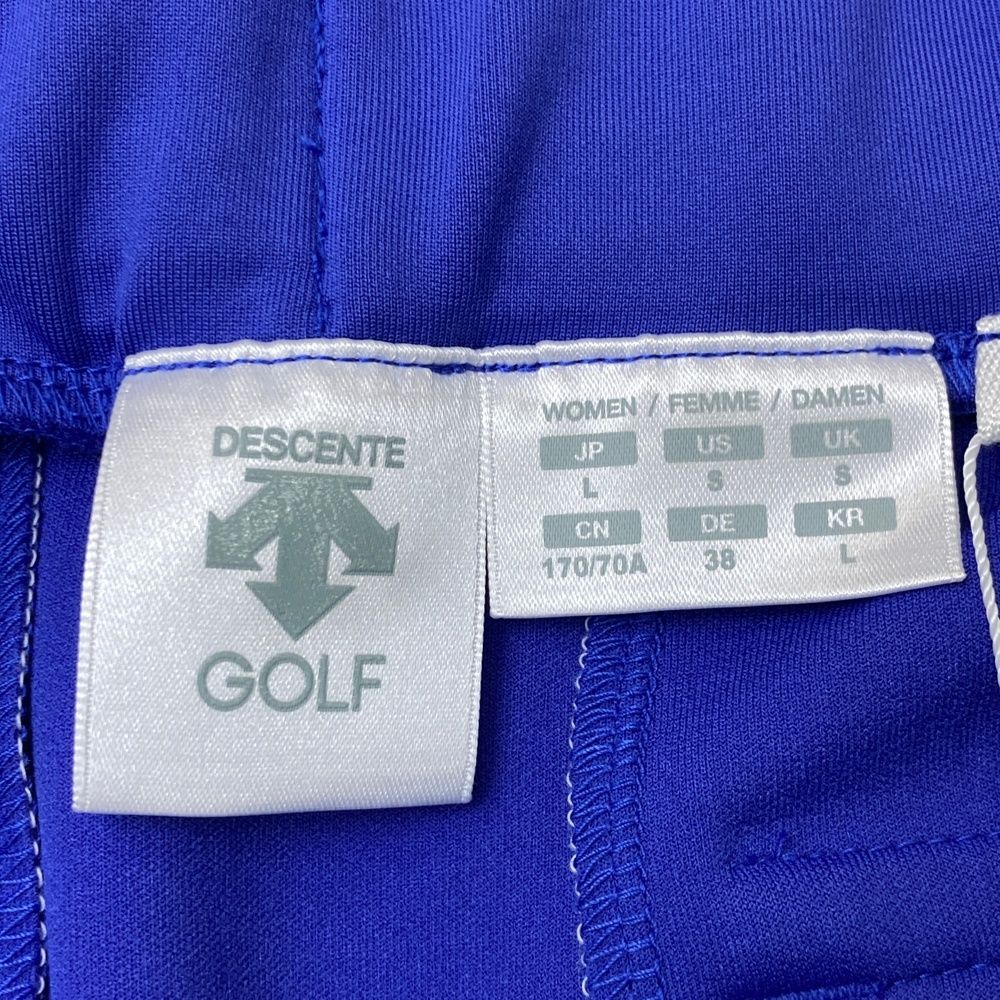 DESCENTE
GOLF
WOMEN / FEMME / DAMEN
JP US UK
L S S
CN DE KR
170/70A 38 L